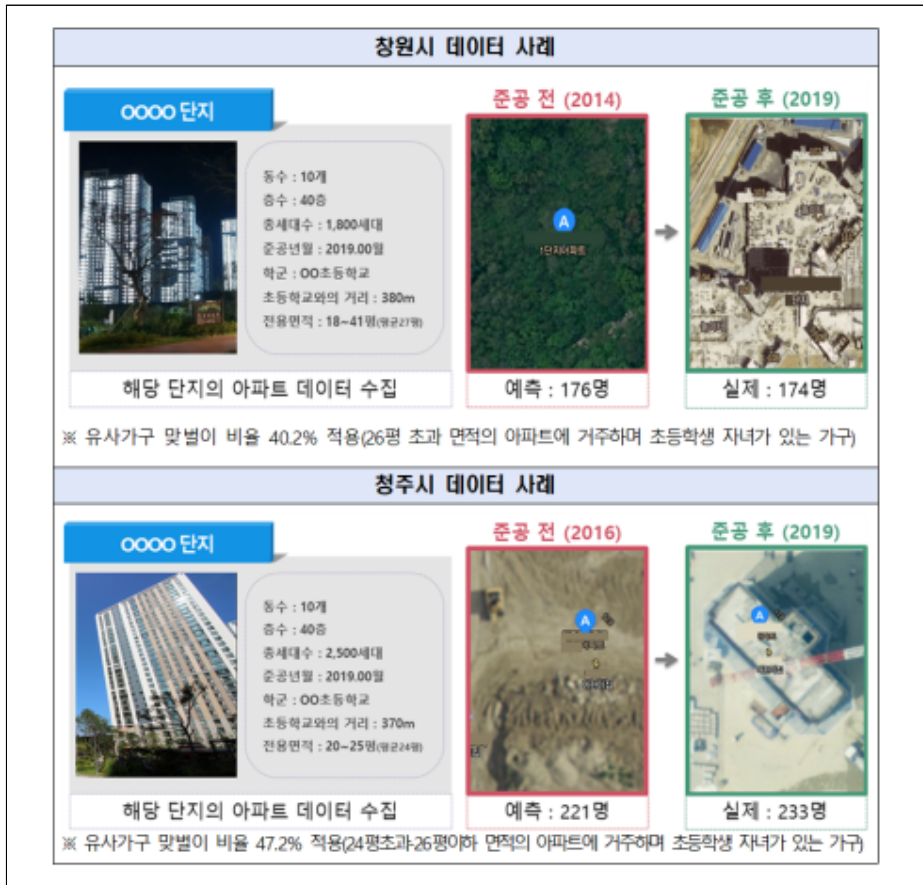 창원시 데이터 사례
OOOO 단지
동수 : 10개
층수 : 40층
총세대수 : 1,800세대
준공년월 : 2019.00월
학군 : OO초등학교
초등학교와의 거리 : 380m
전용면적 : 18~41평(평균27평)
해당 단지의 아파트 데이터 수집
준공 전 (2014)
A
1단지아파트
예측 : 176명
준공 후 (2019)
실제 : 174명
※ 유사가구 맞벌이 비율 40.2% 적용(26평 초과 면적의 아파트에 거주하며 초등학생 자녀가 있는 가구)
청주시 데이터 사례
OOOO 단지
동수 : 10개
층수 : 40층
총세대수 : 2,500세대
준공년월 : 2019.00월
학군 : OO초등학교
초등학교와의 거리 : 370m
전용면적 : 20~25평(평균24평)
해당 단지의 아파트 데이터 수집
준공 전 (2016)
A
예측 : 221명
준공 후 (2019)
A
실제 : 233명
※ 유사가구 맞벌이 비율 47.2% 적용(24평초과-26평이하 면적의 아파트에 거주하며 초등학생 자녀가 있는 가구)